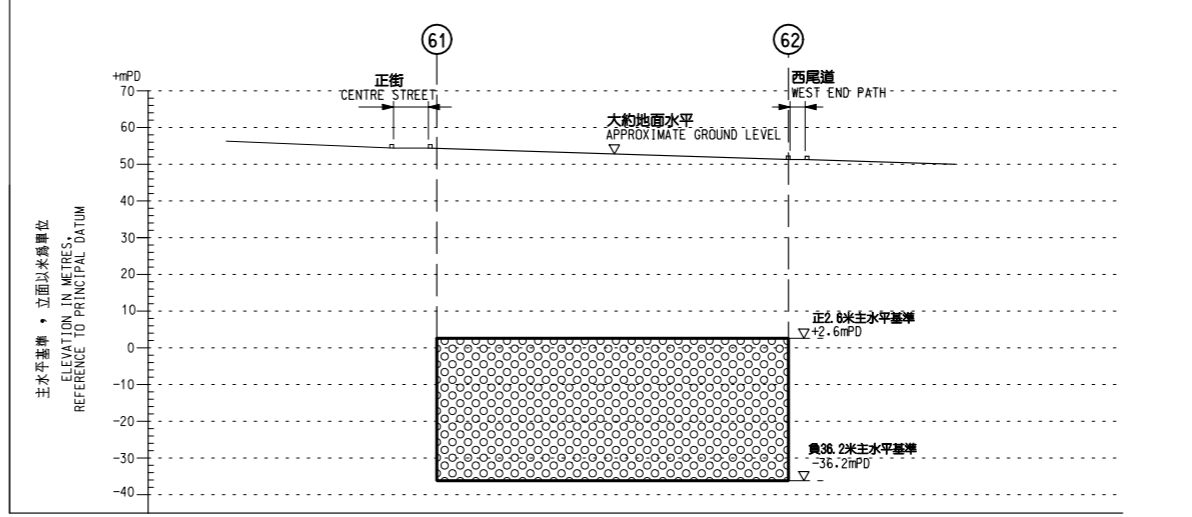 61
62
+mPD
正街
CENTRE STREET
西尾道
WEST END PATH
大約地面水平
APPROXIMATE GROUND LEVEL
70
60
50
40
30
20
10
0
-10
-20
-30
-40
主水平基準，立面以米爲單位
ELEVATION IN METRES,
REFERENCE TO PRINCIPAL DATUM
正2.6米主水平基準
+2.6mPD
負36.2米主水平基準
-36.2mPD